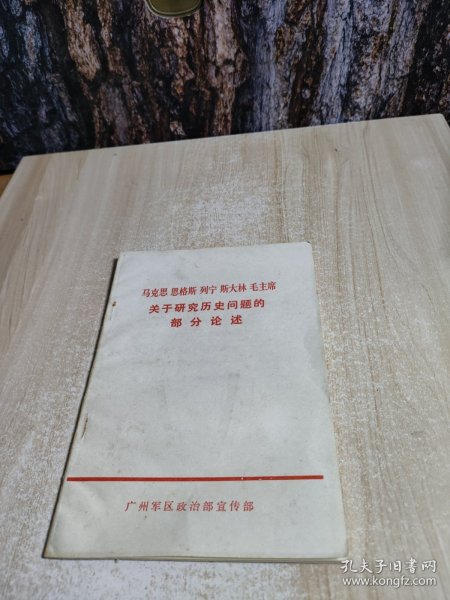 马克思 恩格斯 列宁 斯大林 毛主席
关于研究历史问题的
部分论述
广州军区政治部宣传部
孔夫子旧书网
www.kongfz.com